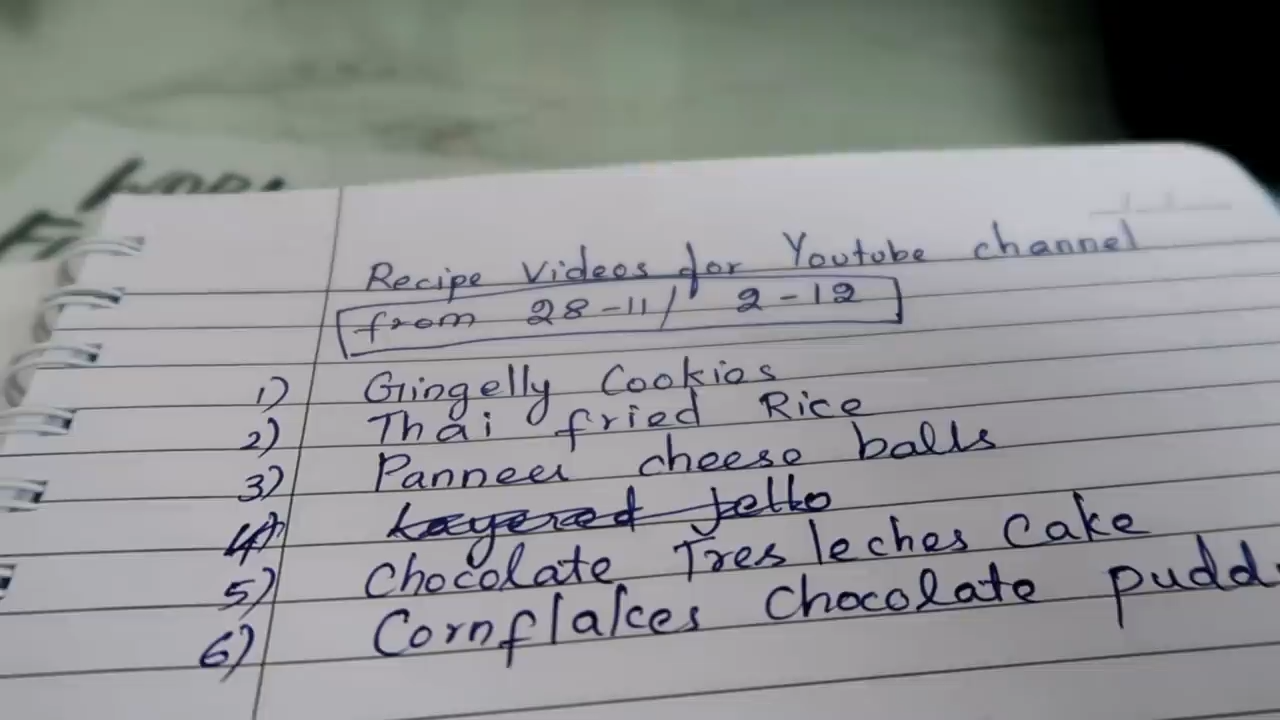 Recipe Videos for Youtube channel
from 28-11/ 2-12
1) Gingelly Cookies
2) Thai fried Rice
3) Panneer cheese balls
4) Layered Jello
5) Chocolate Tres leches Cake
6) Cornflakes Chocolate pudd